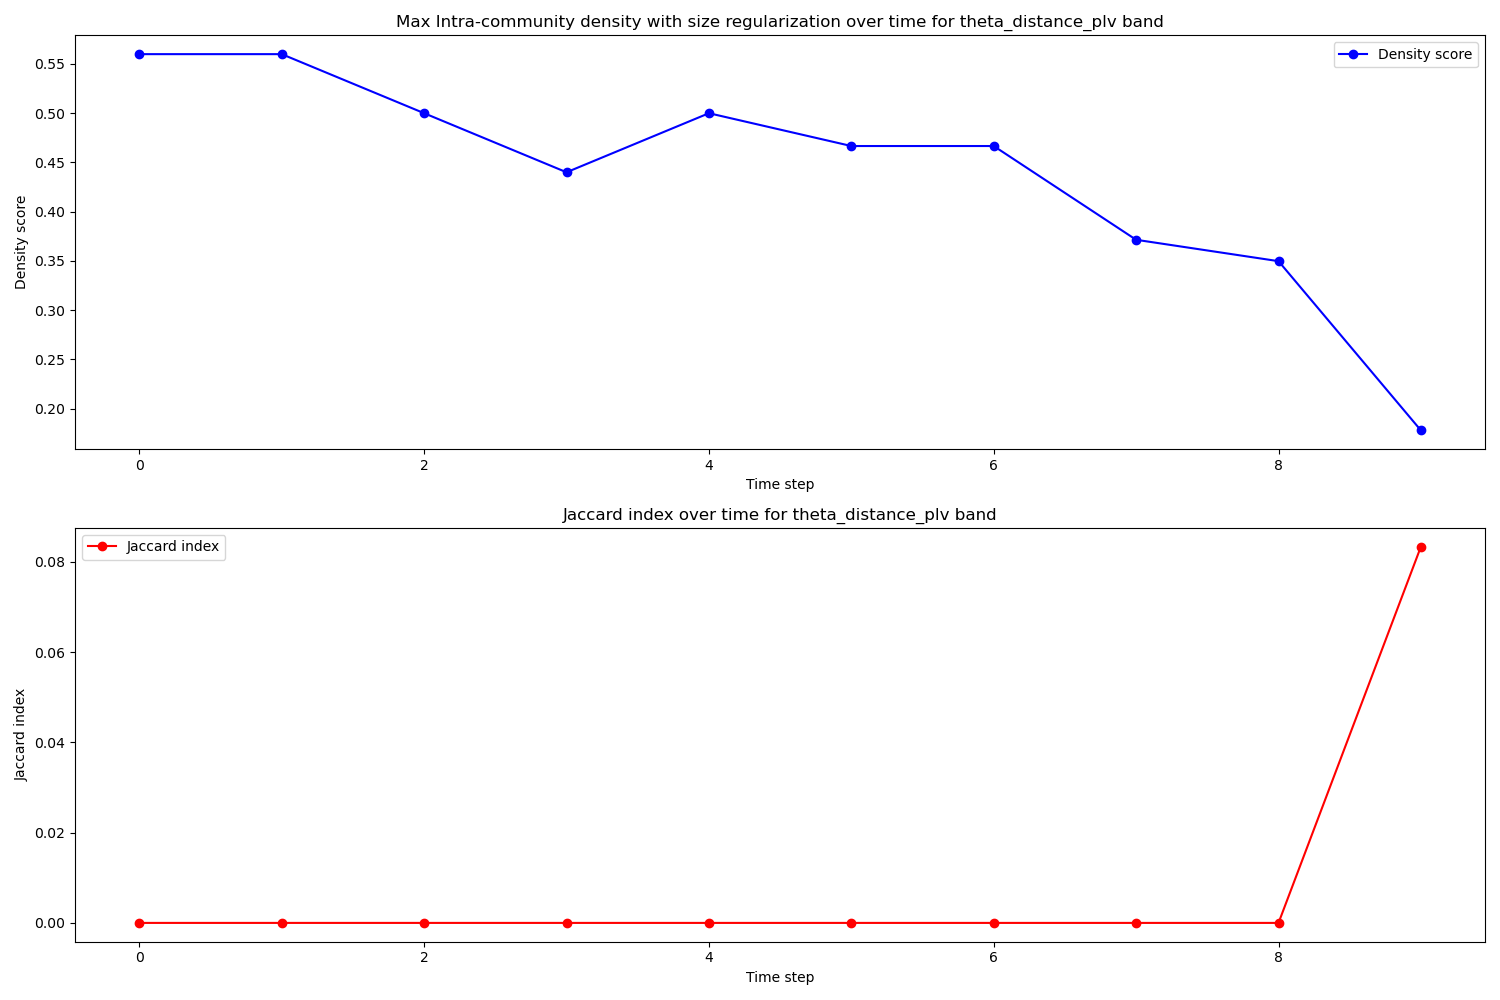 Max Intra-community density with size regularization over time for theta_distance_plv band
Density score
0.55
0.50
0.45
0.40
0.35
0.30
0.25
0.20
Density score
0
2
4
6
8
Time step
Jaccard index over time for theta_distance_plv band
Jaccard index
0.08
0.06
0.04
0.02
0.00
Jaccard index
0
2
4
6
8
Time step